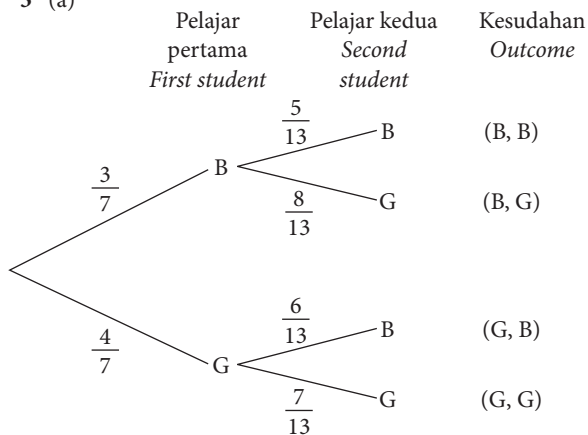 3 (a)
Pelajar pertama First student
Pelajar kedua Second student
Kesudahan Outcome
5/13
B
(B, B)
3/7
B
8/13
G
(B, G)
4/7
G
6/13
B
(G, B)
7/13
G
(G, G)